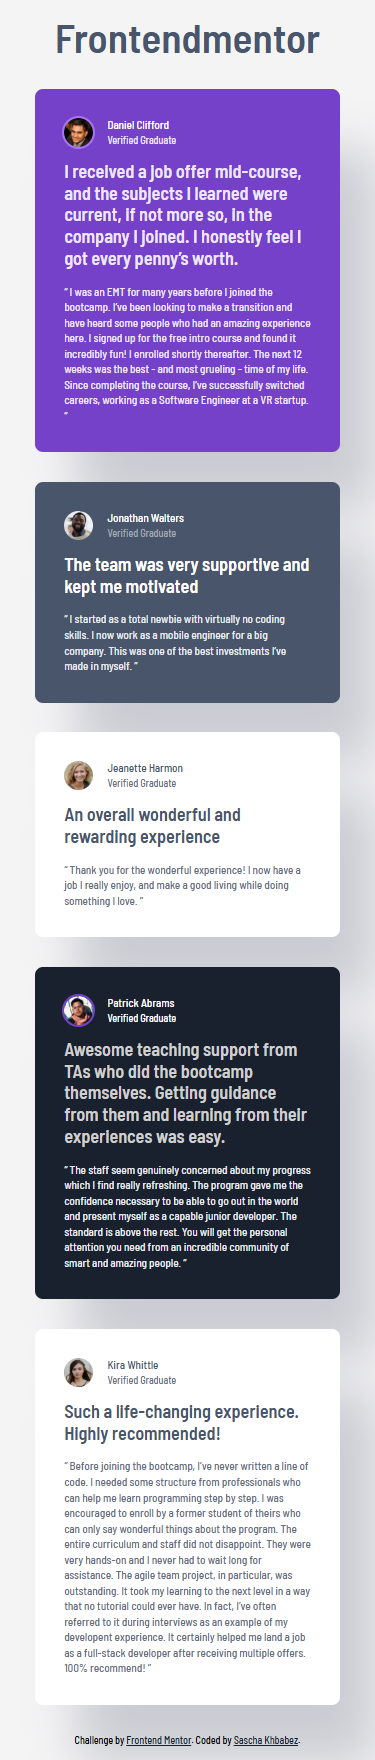 Frontendmentor
Daniel Clifford
Verified Graduate
I received a job offer mid-course,
and the subjects I learned were
current, if not more so, in the
company I joined. I honestly feel I
got every penny’s worth.
“ I was an EMT for many years before I joined the
bootcamp. I’ve been looking to make a transition and
have heard some people who had an amazing experience
here. I signed up for the free intro course and found it
incredibly fun! I enrolled shortly thereafter. The next 12
weeks was the best - and most grueling - time of my life.
Since completing the course, I’ve successfully switched
careers, working as a Software Engineer at a VR startup.
”
Jonathan Walters
Verified Graduate
The team was very supportive and
kept me motivated
“ I started as a total newbie with virtually no coding
skills. I now work as a mobile engineer for a big
company. This was one of the best investments I’ve
made in myself. ”
Jeanette Harmon
Verified Graduate
An overall wonderful and
rewarding experience
“ Thank you for the wonderful experience! I now have a
job I really enjoy, and make a good living while doing
something I love. ”
Patrick Abrams
Verified Graduate
Awesome teaching support from
TAs who did the bootcamp
themselves. Getting guidance
from them and learning from their
experiences was easy.
“ The staff seem genuinely concerned about my progress
which I find really refreshing. The program gave me the
confidence necessary to be able to go out in the world
and present myself as a capable junior developer. The
standard is above the rest. You will get the personal
attention you need from an incredible community of
smart and amazing people. ”
Kira Whittle
Verified Graduate
Such a life-changing experience.
Highly recommended!
“ Before joining the bootcamp, I’ve never written a line of
code. I needed some structure from professionals who
can help me learn programming step by step. I was
encouraged to enroll by a former student of theirs who
can only say wonderful things about the program. The
entire curriculum and staff did not disappoint. They were
very hands-on and I never had to wait long for
assistance. The agile team project, in particular, was
outstanding. It took my learning to the next level in a way
that no tutorial could ever have. In fact, I’ve often
referred to it during interviews as an example of my
developent experience. It certainly helped me land a job
as a full-stack developer after receiving multiple offers.
100% recommend! ”
Challenge by Frontend Mentor. Coded by Sascha Khbabez.